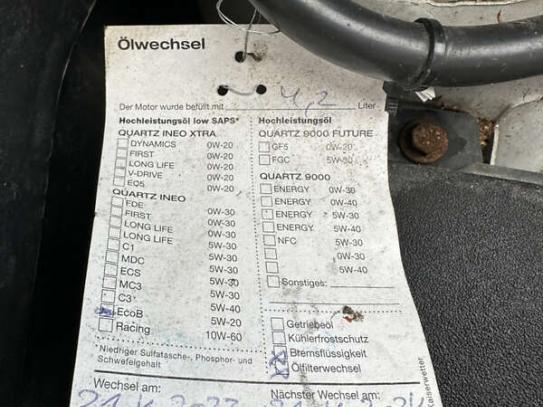 Ölwechsel
Der Motor wurde befüllt mit 4,2 Liter
Hochleistungsöl low SAPS*
QUARTZ INEO XTRA
DYNAMICS 0W-20
FIRST 0W-20
LONG LIFE 0W-20
V-DRIVE 0W-20
EC5 0W-20
QUARTZ INEO
FDE 0W-30
FIRST 0W-30
LONG LIFE 0W-30
LONG LIFE 5W-30
C1 5W-30
MDC 5W-30
ECS 5W-30
MC3 5W-30
C3 5W-40
EcoB 5W-20
Racing 10W-60
* Niedriger Sulfatasche-, Phosphor- und
Schwefelgehalt
Hochleistungsöl
QUARTZ 9000 FUTURE
GF5 0W-20
FGC 5W-30
QUARTZ 9000
ENERGY 0W-30
ENERGY 0W-40
ENERGY 5W-30
ENERGY 5W-40
NFC 5W-30
0W-30
5W-40
Sonstiges:
Getriebeöl
Kühlerfrostschutz
Bremsflüssigkeit
Ölfilterwechsel
Wechsel am:
Nächster Wechsel am:
Kaiserwetter